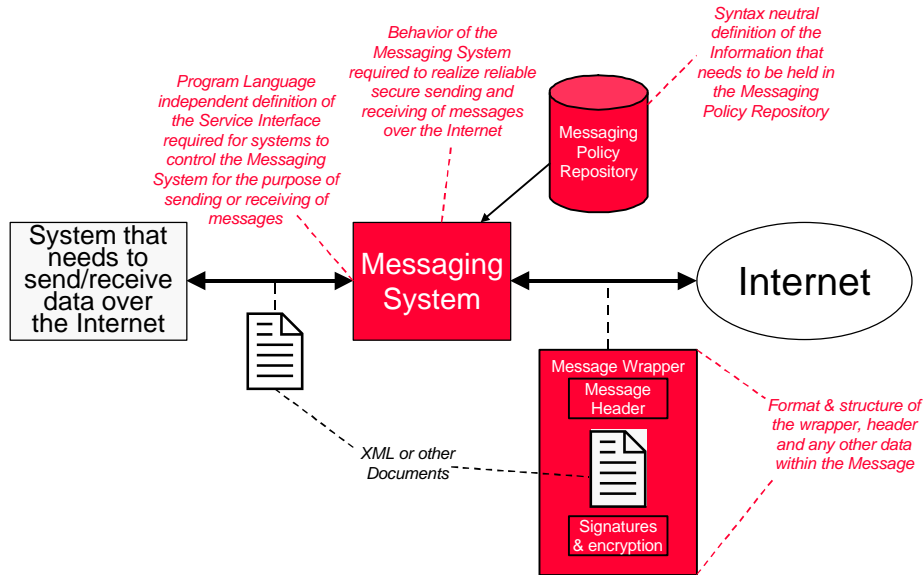 Syntax neutral
definition of the
Information that
needs to be held in
the Messaging
Policy Repository
Behavior of the
Messaging System
required to realize reliable
secure sending and
receiving of messages
over the Internet
Program Language
independent definition of
the Service Interface
required for systems to
control the Messaging
System for the purpose of
sending or receiving of
messages
Messaging
Policy
Repository
System that
needs to
send/receive
data over
the Internet
Messaging
System
Internet
Message Wrapper
Message
Header
Signatures
& encryption
XML or other
Documents
Format & structure of
the wrapper, header
and any other data
within the Message